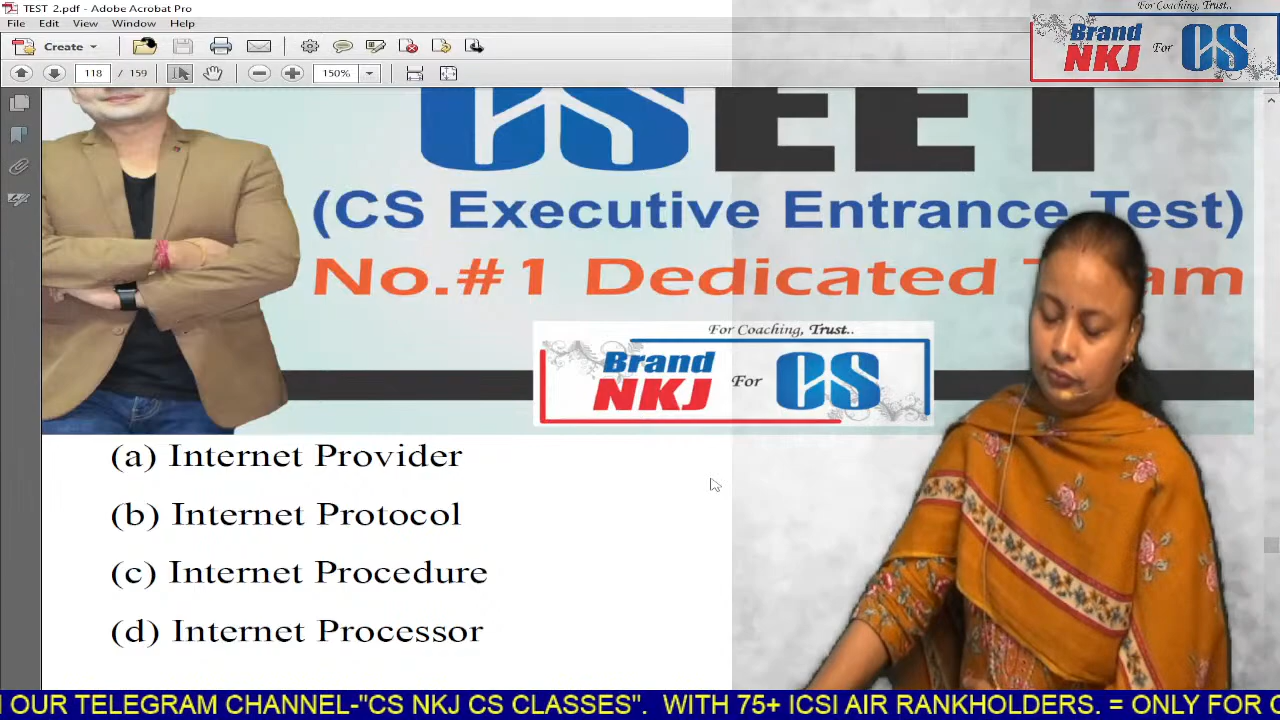 TEST 2.pdf - Adobe Acrobat Pro
File Edit View Window Help
Create
118 / 159 150%
For Coaching, Trust..
Brand
NKJ For CS
CSEET
(CS Executive Entrance Test)
No.#1 Dedicated am
For Coaching, Trust..
Brand
NKJ For CS
(a) Internet Provider
(b) Internet Protocol
(c) Internet Procedure
(d) Internet Processor
OUR TELEGRAM CHANNEL-"CS NKJ CS CLASSES". WITH 75+ ICSI AIR RANKHOLDERS. = ONLY FOR